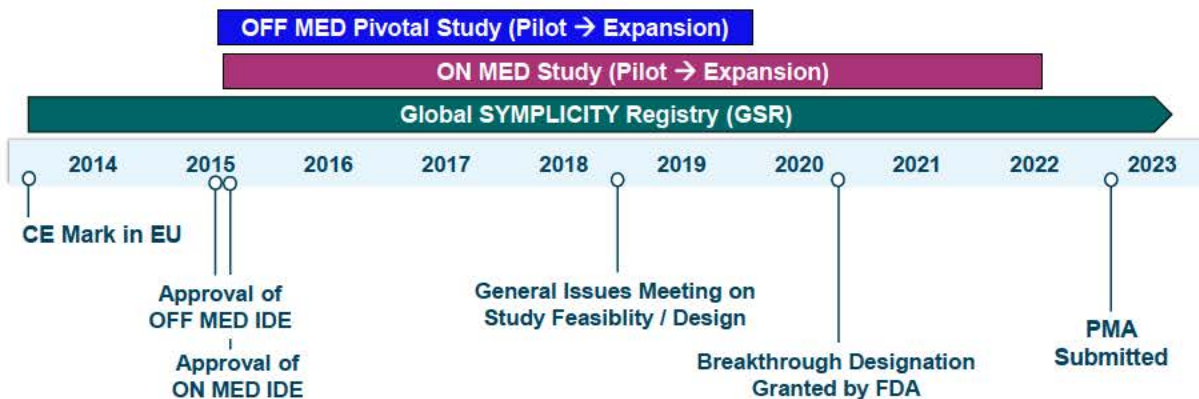 OFF MED Pivotal Study (Pilot → Expansion)
ON MED Study (Pilot → Expansion)
Global SYMPLICITY Registry (GSR)
2014 2015 2016 2017 2018 2019 2020 2021 2022 2023
CE Mark in EU
Approval of
OFF MED IDE
Approval of
ON MED IDE
General Issues Meeting on
Study Feasiblity / Design
Breakthrough Designation
Granted by FDA
PMA
Submitted